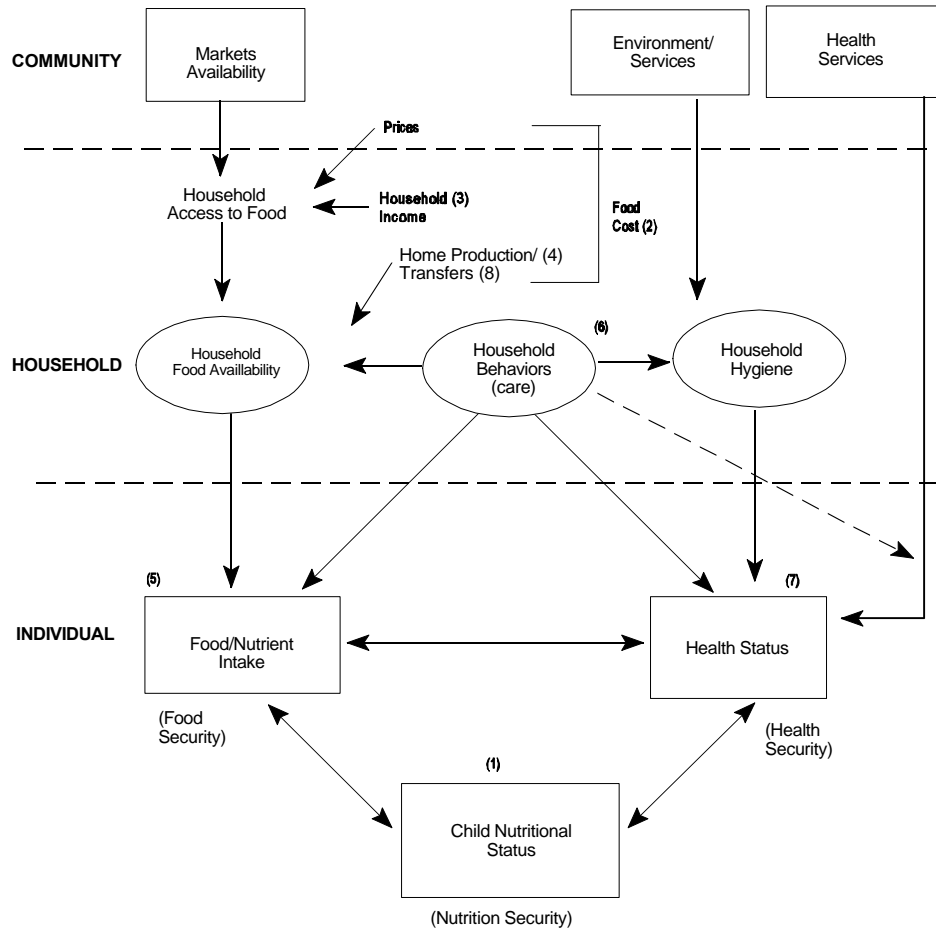 COMMUNITY
Markets
Availability
Environment/
Services
Health
Services
Prices
Household
Access to Food
Household (3)
Income
Food
Cost (2)
Home Production/ (4)
Transfers (8)
HOUSEHOLD
Household
Food Availlability
Household
Behaviors
(care)
(6)
Household
Hygiene
INDIVIDUAL
(5)
Food/Nutrient
Intake
(7)
Health Status
(Food
Security)
(Health
Security)
(1)
Child Nutritional
Status
(Nutrition Security)